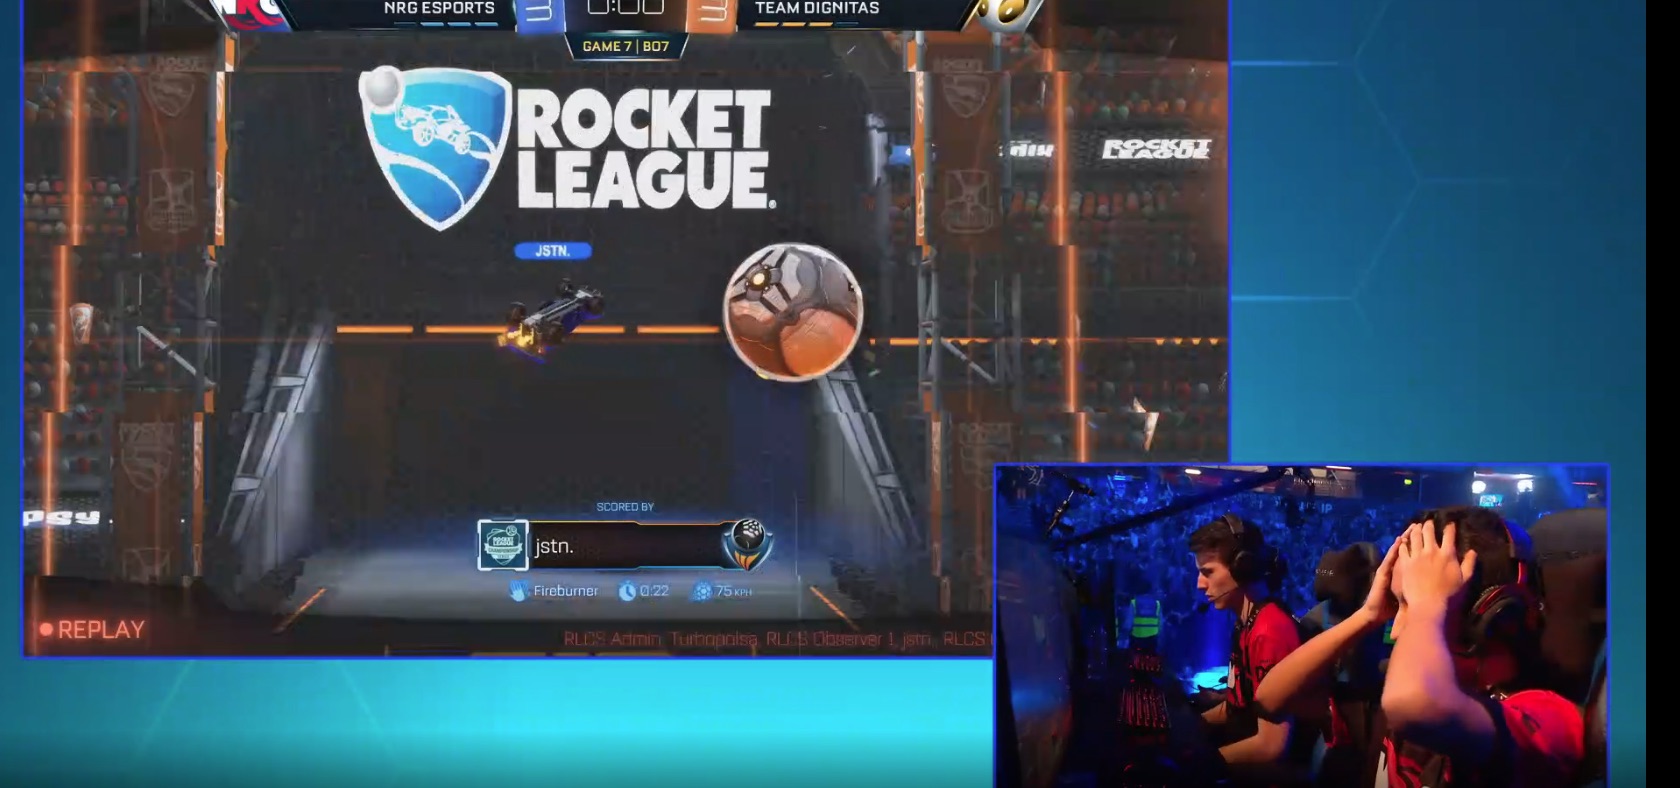 NRG ESPORTS
3
0:00
3
TEAM DIGNITAS
GAME 7 | BO7
ROCKET
LEAGUE.
ROCKET
LEAGUE
JSTN.
SCORED BY
jstn.
Fireburner 0:22 75 KPH
REPLAY
RLCS Admin, Turbopolsa, RLCS Observer 1, jstn., RLCS